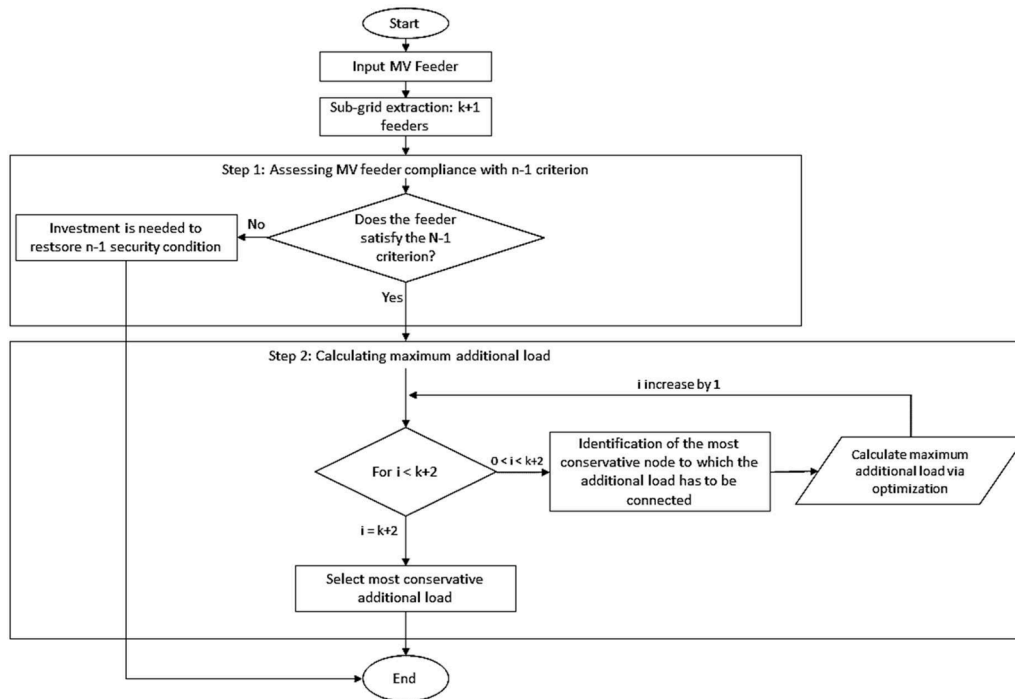 Start
Input MV Feeder
Sub-grid extraction: k+1
feeders
Step 1: Assessing MV feeder compliance with n-1 criterion
Investment is needed to
restsore n-1 security condition
No
Does the feeder
satisfy the N-1
criterion?
Yes
Step 2: Calculating maximum additional load
i increase by 1
For i < k+2
0 < i < k+2
Identification of the most
conservative node to which the
additional load has to be
connected
Calculate maximum
additional load via
optimization
i = k+2
Select most conservative
additional load
End